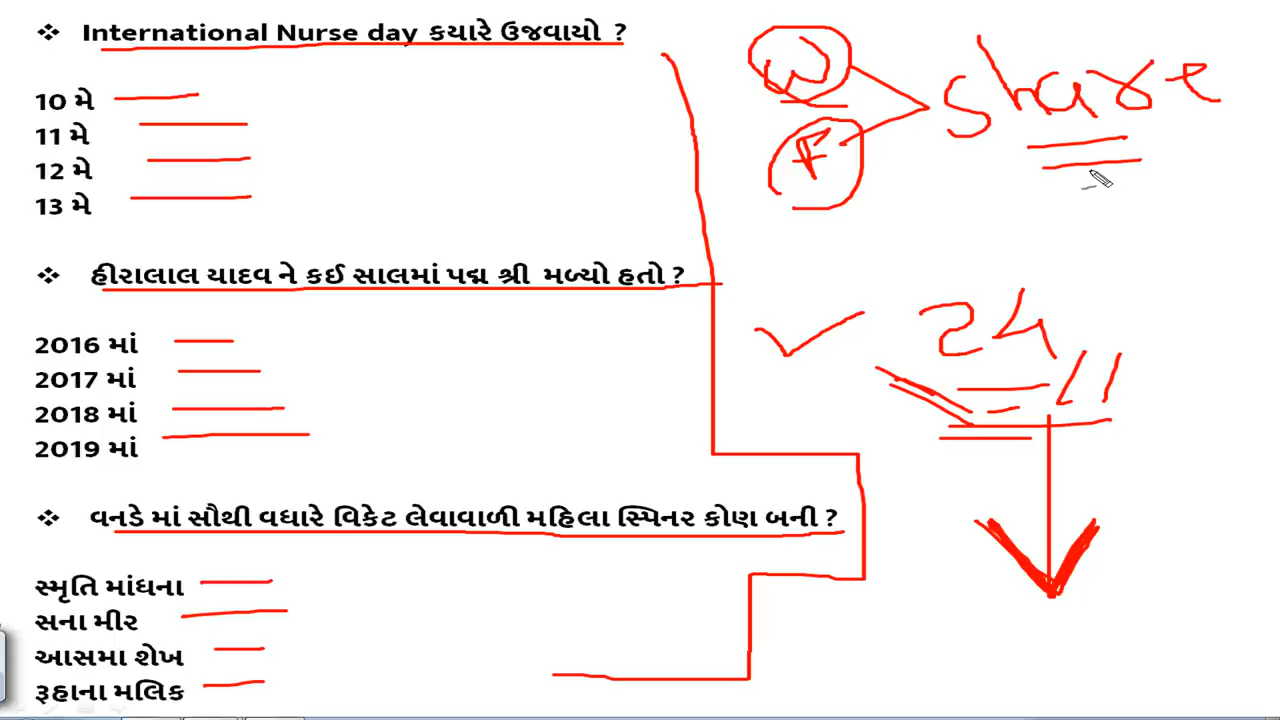 ❖ International Nurse day કયારે ઉજવાયો ?
10 મે
11 મે
12 મે
13 મે
❖ હીરાલાલ યાદવ ને કઈ સાલમાં પદ્મ શ્રી મળ્યો હતો ?
2016 માં
2017 માં
2018 માં
2019 માં
❖ વનડે માં સૌથી વધારે વિકેટ લેવાવાળી મહિલા સ્પિનર કોણ બની ?
સ્મૃતિ માંધના
સના મીર
આસમા શેખ
રૂહાના મલિક
W
F
share
24